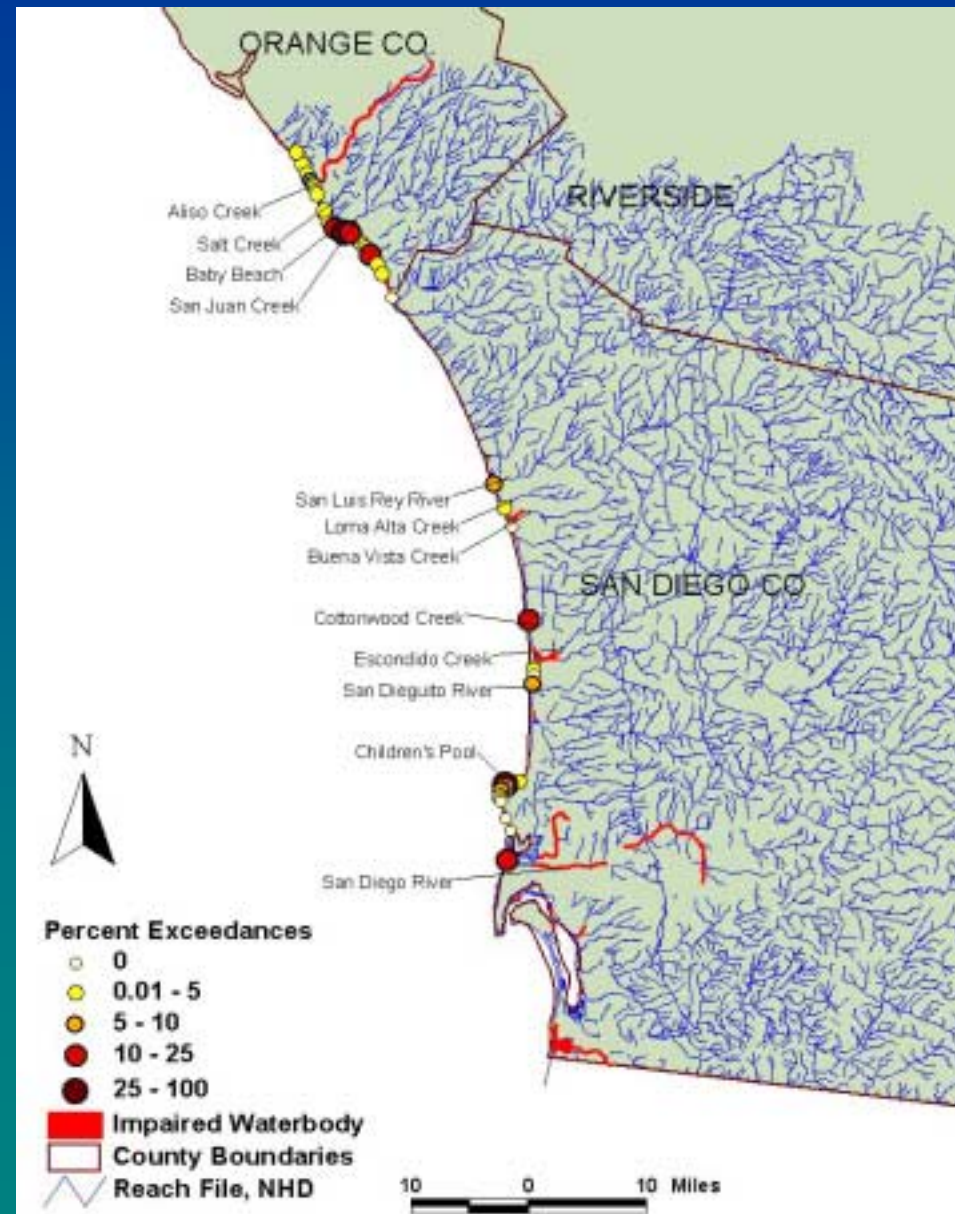 ORANGE CO.
RIVERSIDE
Aliso Creek
Salt Creek
Baby Beach
San Juan Creek
San Luis Rey River
Loma Alta Creek
Buena Vista Creek
SAN DIEGO CO
Cottonwood Creek
Escondido Creek
San Dieguito River
Children's Pool
N
San Diego River
Percent Exceedances
0
0.01 - 5
5 - 10
10 - 25
25 - 100
Impaired Waterbody
County Boundaries
Reach File, NHD
10 0 10 Miles